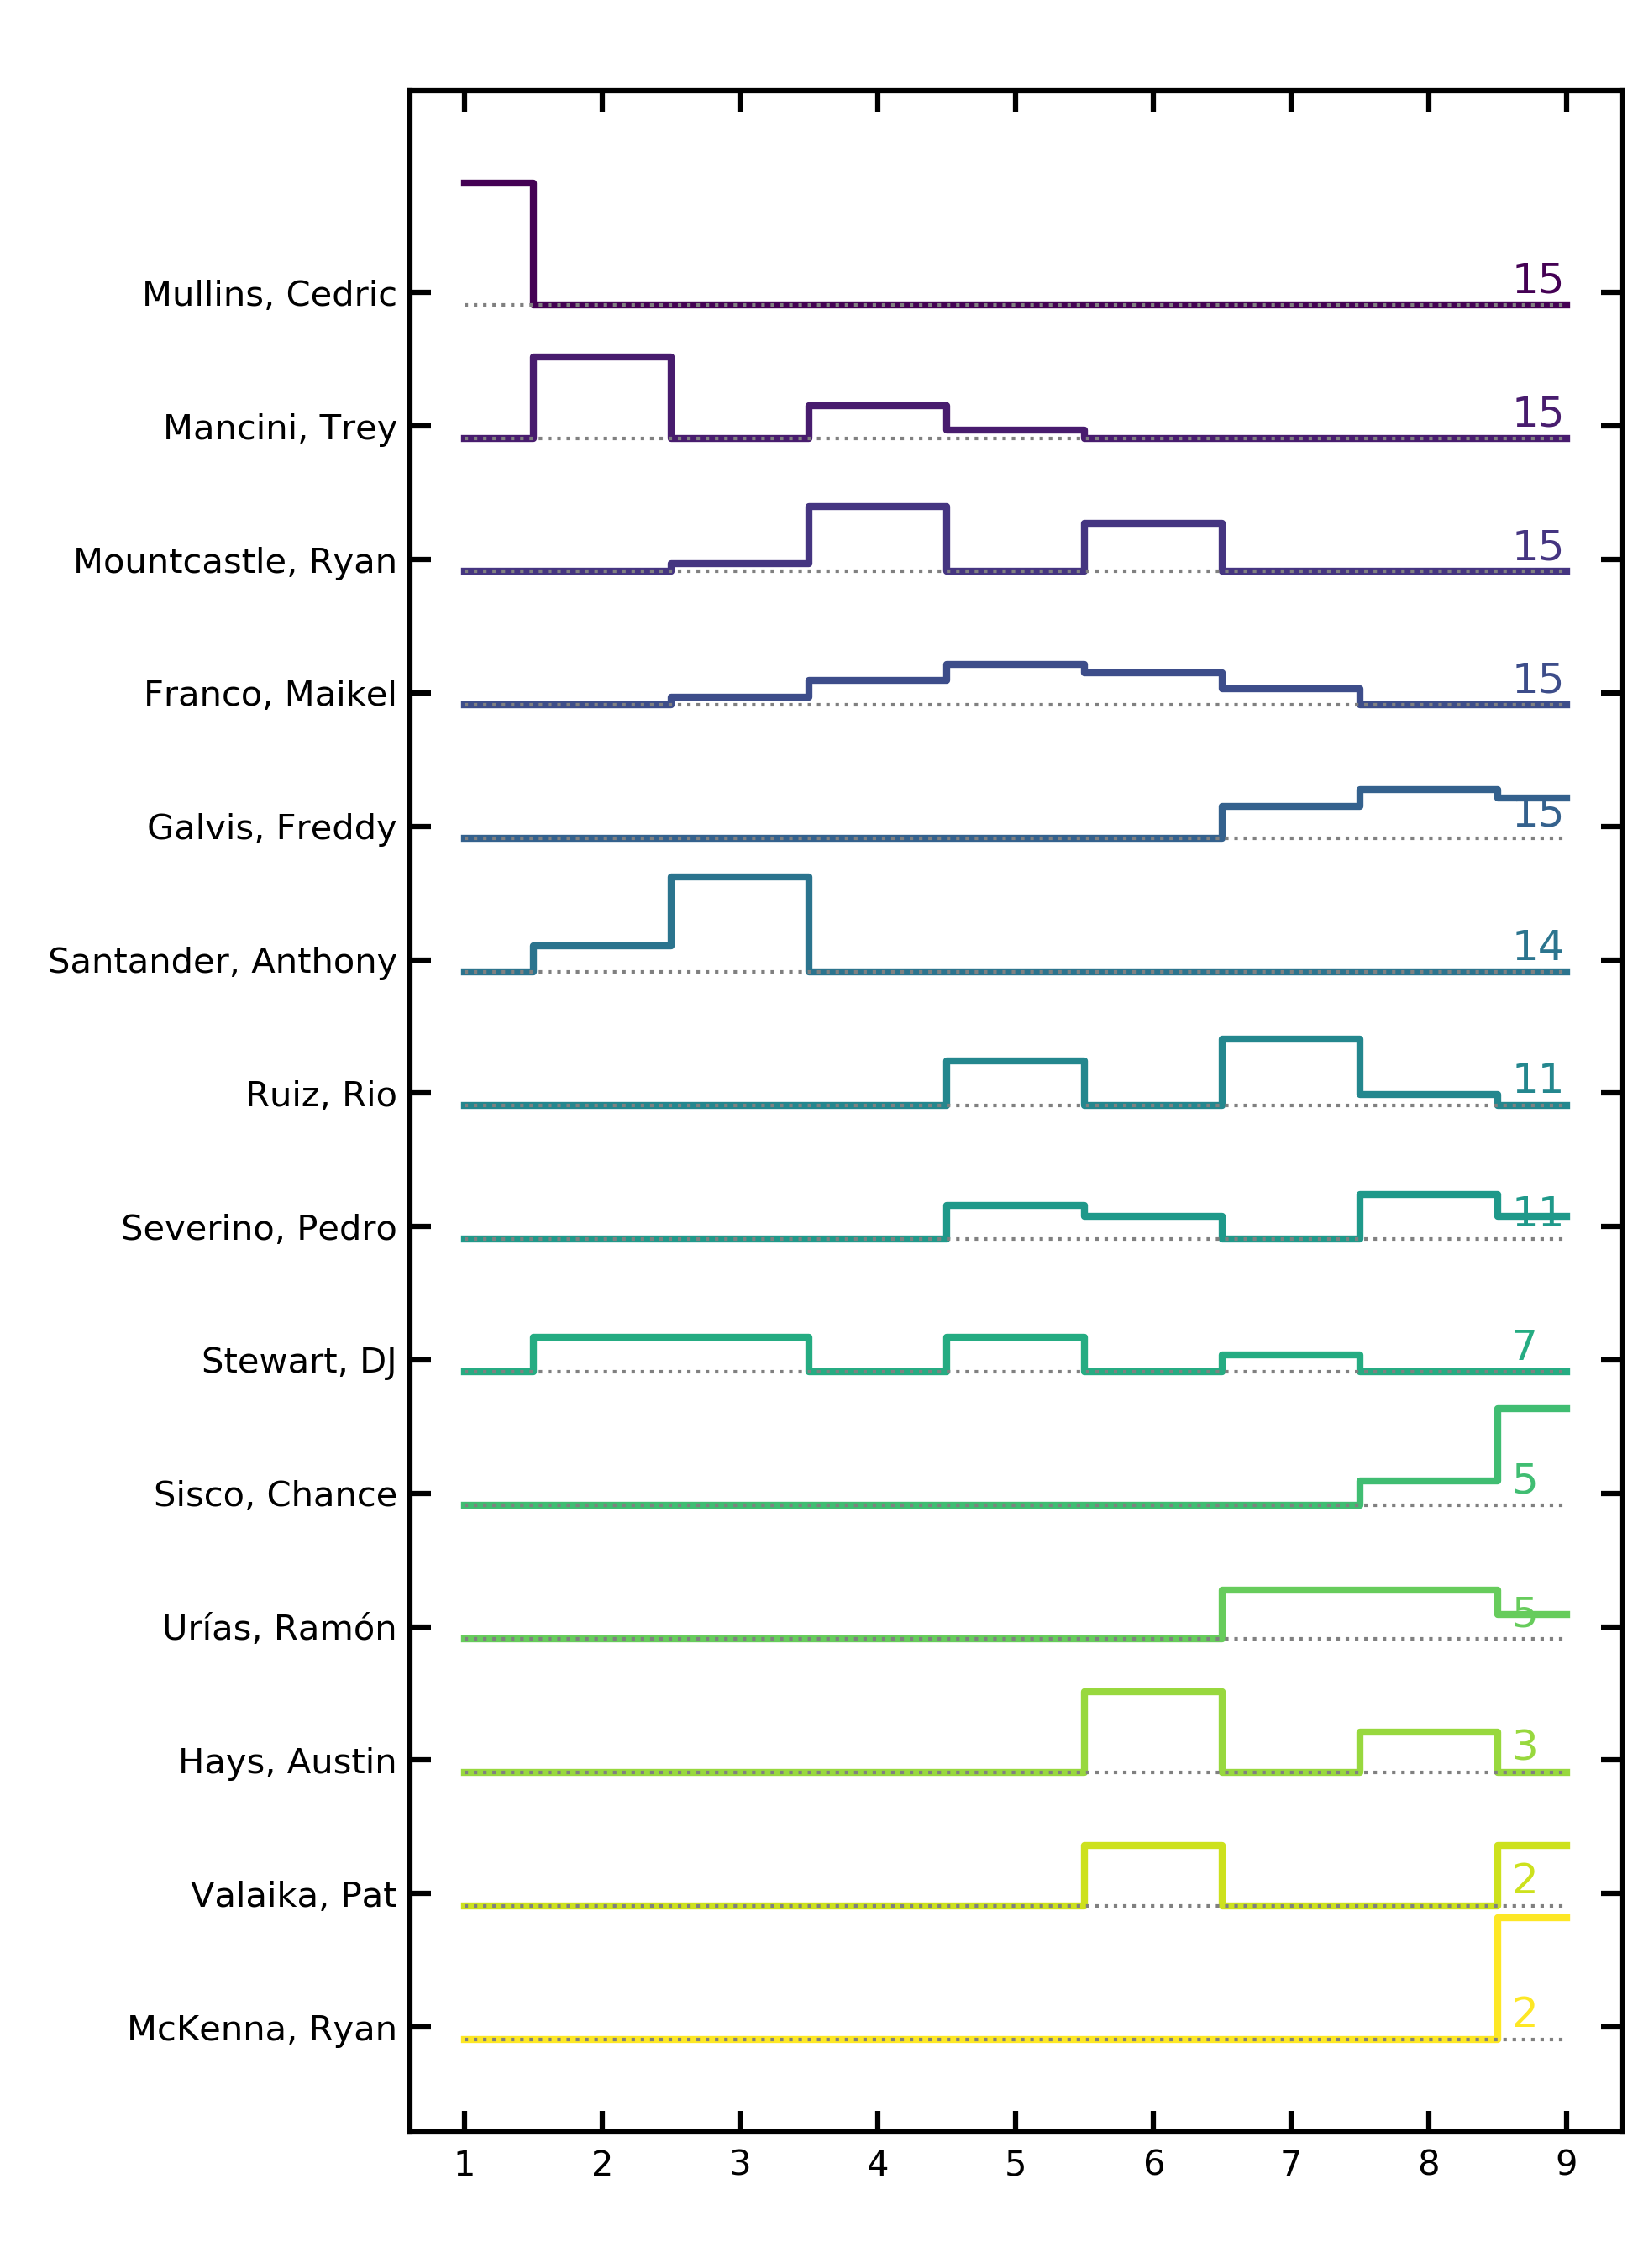 Mullins, Cedric 15
Mancini, Trey 15
Mountcastle, Ryan 15
Franco, Maikel 15
Galvis, Freddy 15
Santander, Anthony 14
Ruiz, Rio 11
Severino, Pedro 11
Stewart, DJ 7
Sisco, Chance 5
Urías, Ramón 5
Hays, Austin 3
Valaika, Pat 2
McKenna, Ryan 2
1 2 3 4 5 6 7 8 9